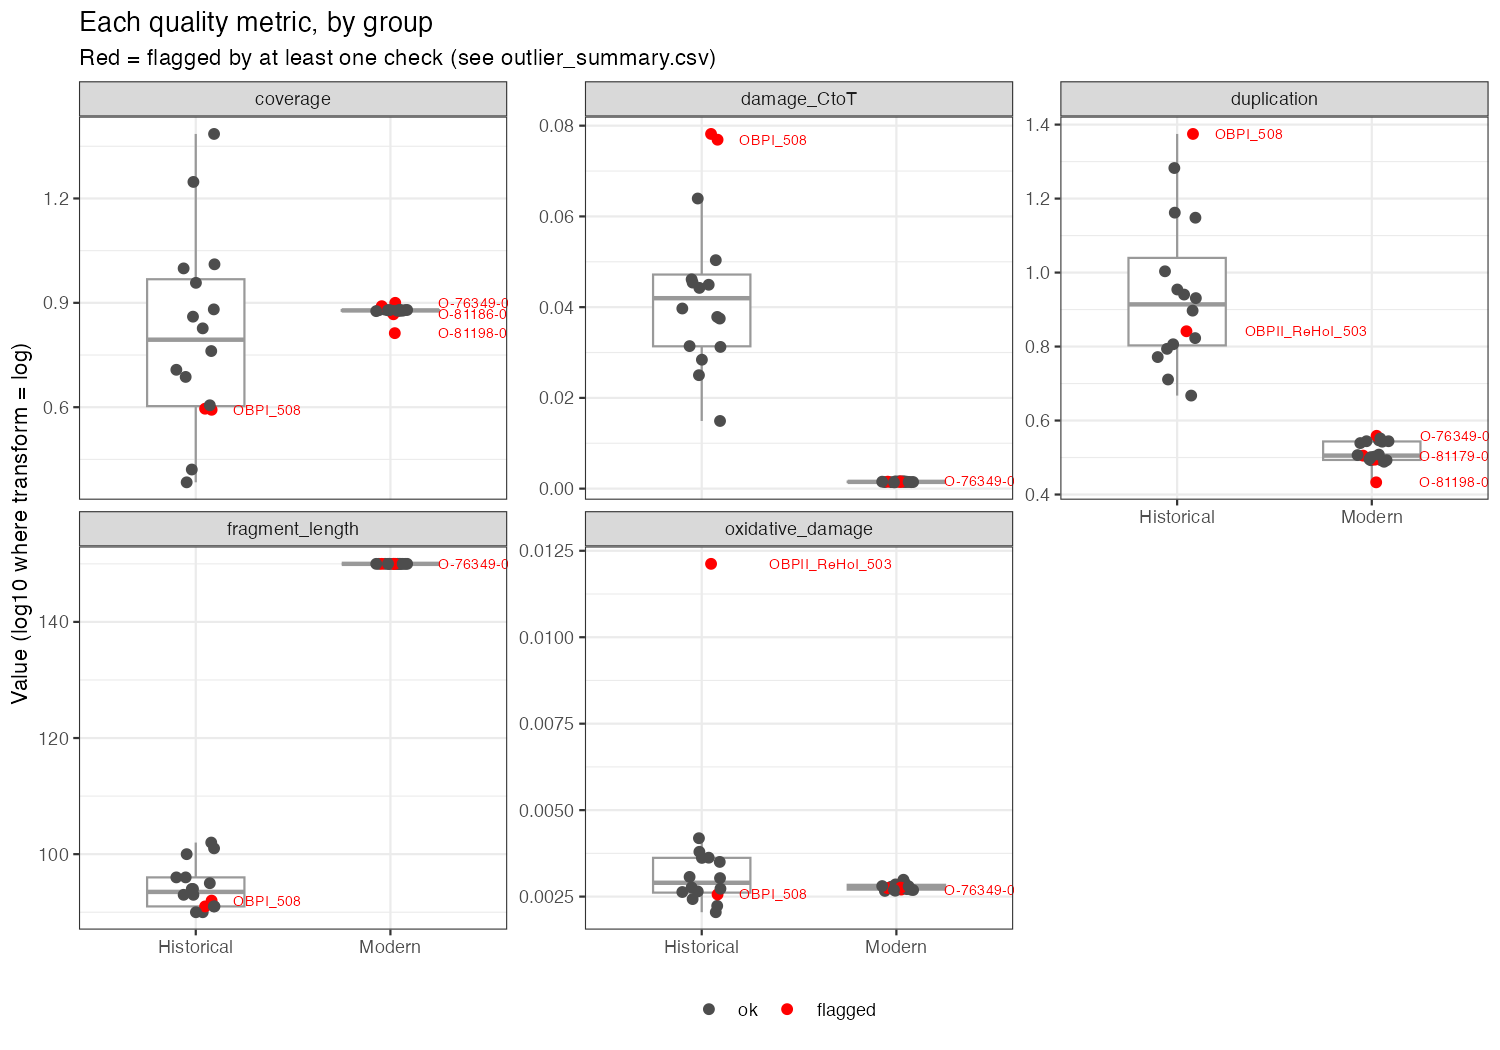 Each quality metric, by group
Red = flagged by at least one check (see outlier_summary.csv)
Value (log10 where transform = log)
coverage
1.2
0.9
0.6
O-76349-0
O-81186-0
O-81198-0
OBPI_508
damage_CtoT
0.08
0.06
0.04
0.02
0.00
OBPI_508
O-76349-0
duplication
1.4
1.2
1.0
0.8
0.6
0.4
OBPI_508
OBPII_ReHol_503
O-76349-0
O-81179-0
O-81198-0
Historical
Modern
fragment_length
140
120
100
O-76349-0
OBPI_508
Historical
Modern
oxidative_damage
0.0125
0.0100
0.0075
0.0050
0.0025
OBPII_ReHol_503
OBPI_508
O-76349-0
Historical
Modern
ok
flagged